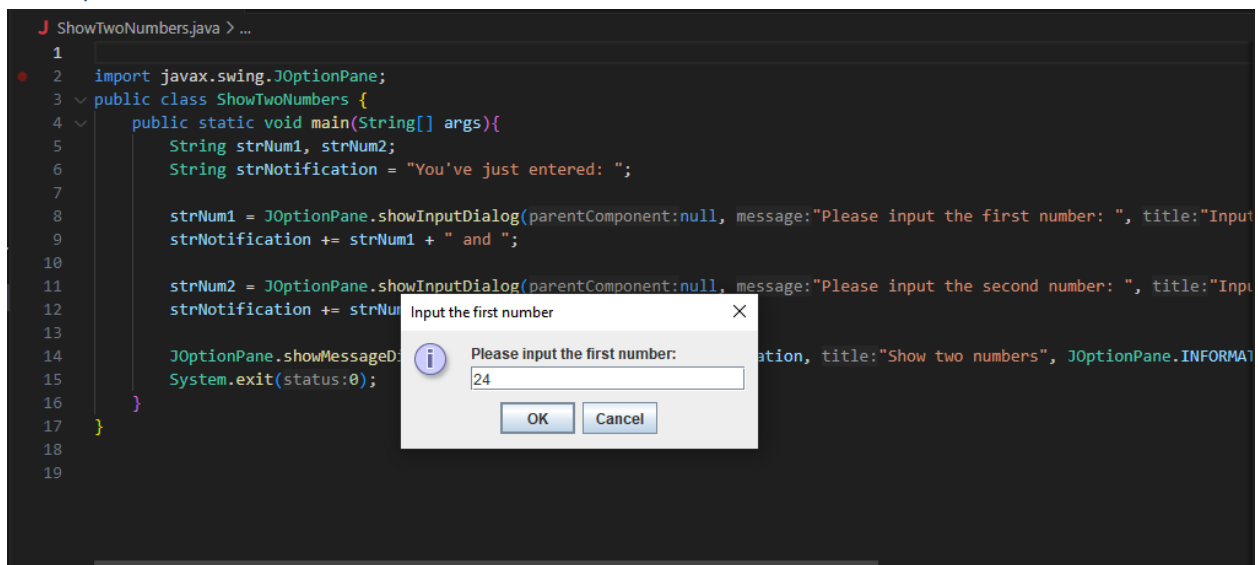 J ShowTwoNumbers.java > ...
1
2 import javax.swing.JOptionPane;
3 public class ShowTwoNumbers {
4 public static void main(String[] args){
5 String strNum1, strNum2;
6 String strNotification = "You've just entered: ";
7
8 strNum1 = JOptionPane.showInputDialog(parentComponent:null, message:"Please input the first number: ", title:"Input
9 strNotification += strNum1 + " and ";
10
11 strNum2 = JOptionPane.showInputDialog(parentComponent:null, message:"Please input the second number: ", title:"Inpu
12 strNotification += strNu
13
14 JOptionPane.showMessageD ation, title:"Show two numbers", JOptionPane.INFORMAT
15 System.exit(status:0);
16 }
17 }
18
19
Input the first number
Please input the first number:
24
OK Cancel